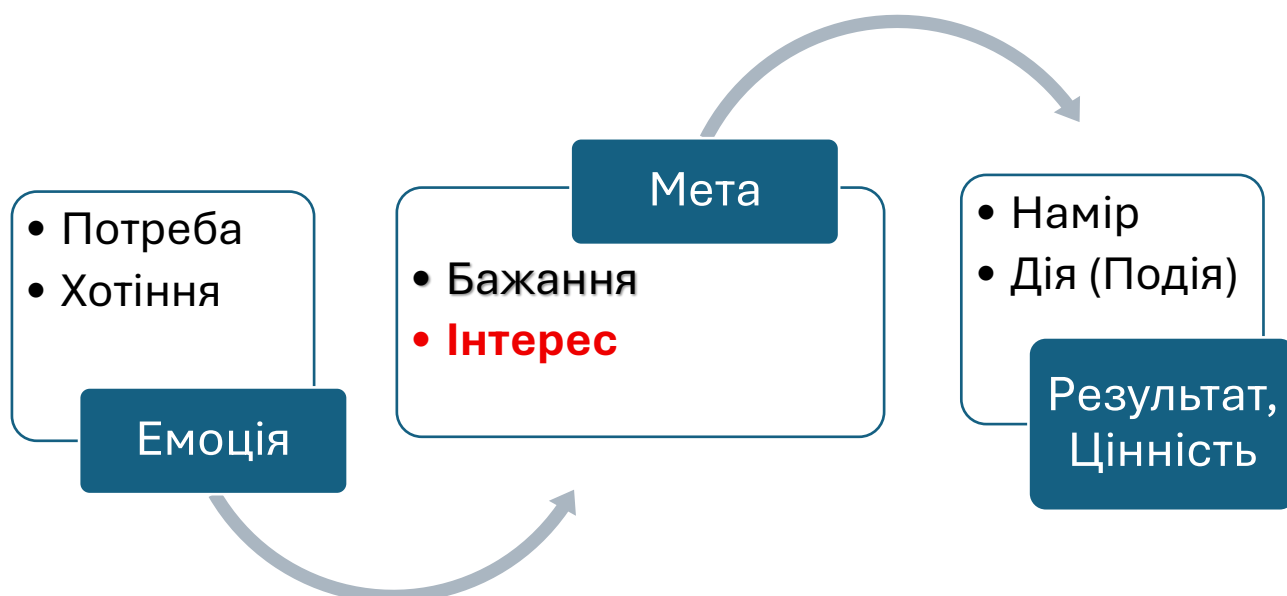 • Потреба
• Хотіння
Емоція
Мета
• Бажання
• Інтерес
• Намір
• Дія (Подія)
Результат,
Цінність